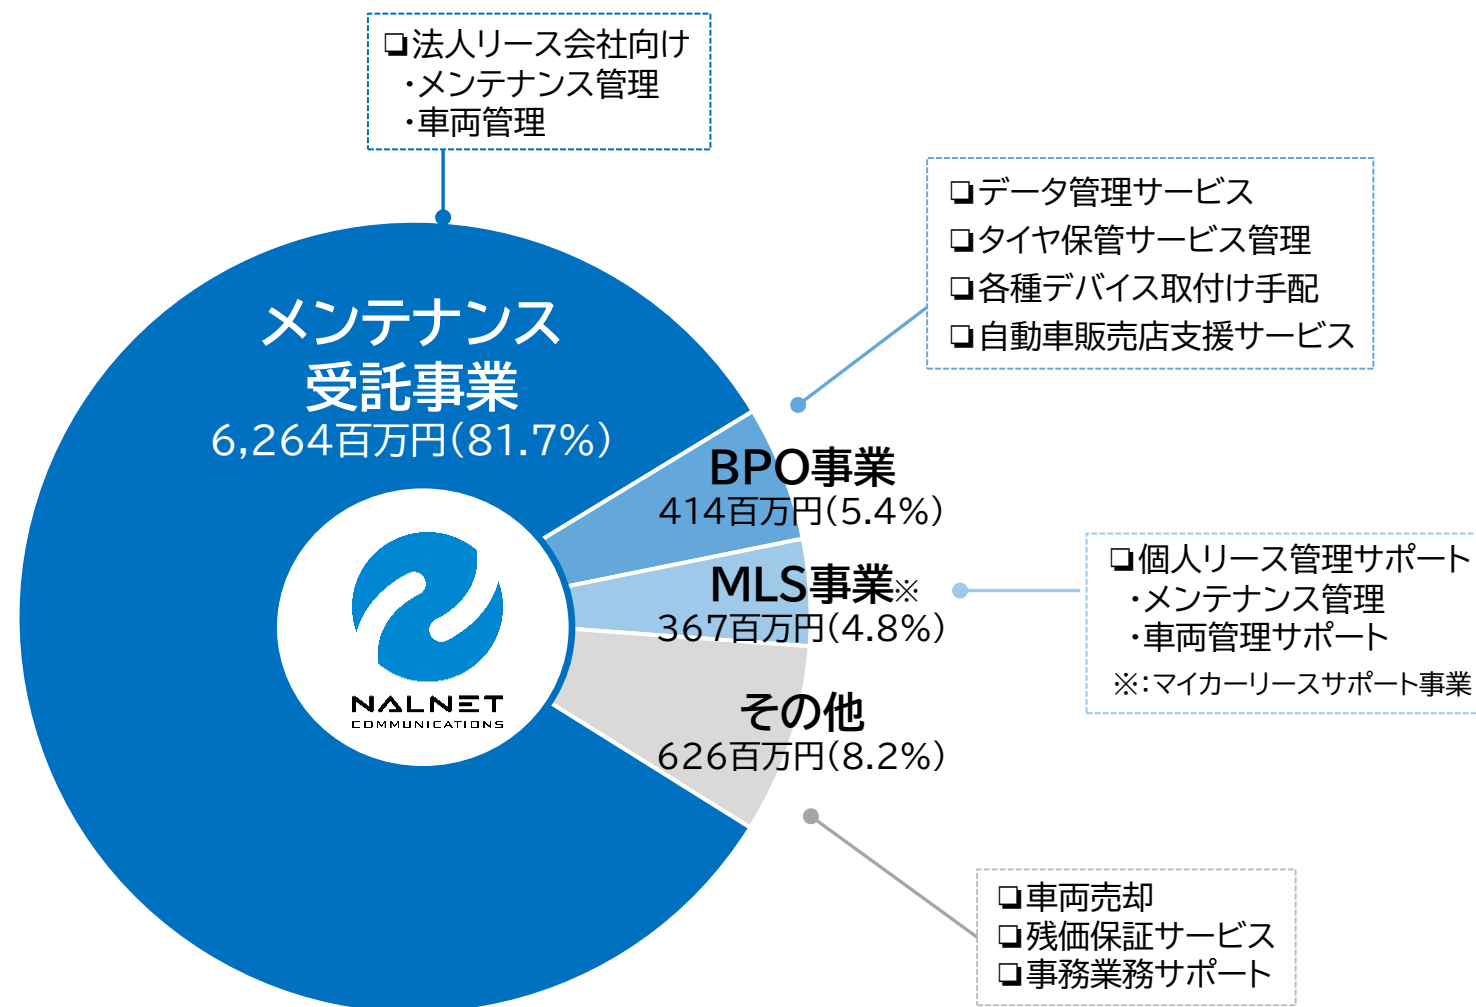 ❏法人リース会社向け
・メンテナンス管理
・車両管理
❏データ管理サービス
❏タイヤ保管サービス管理
❏各種デバイス取付け手配
❏自動車販売店支援サービス
メンテナンス
受託事業
6,264百万円(81.7%)
BPO事業
414百万円(5.4%)
MLS事業※
367百万円(4.8%)
❏個人リース管理サポート
・メンテナンス管理
・車両管理サポート
※:マイカーリースサポート事業
NALNET
COMMUNICATIONS
その他
626百万円(8.2%)
❏車両売却
❏残価保証サービス
❏事務業務サポート